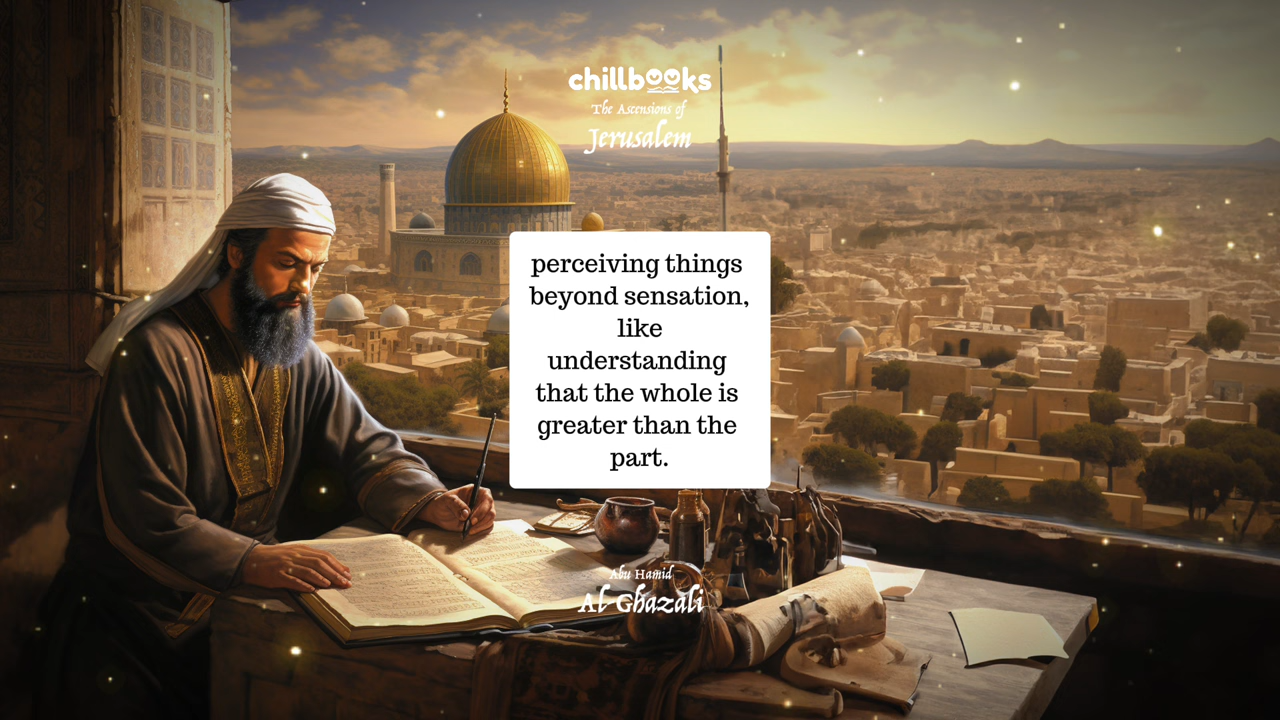 chillbooks
The Ascensions of
Jerusalem
perceiving things
beyond sensation,
like
understanding
that the whole is
greater than the
part.
Abu Hamid
Al-Ghazali